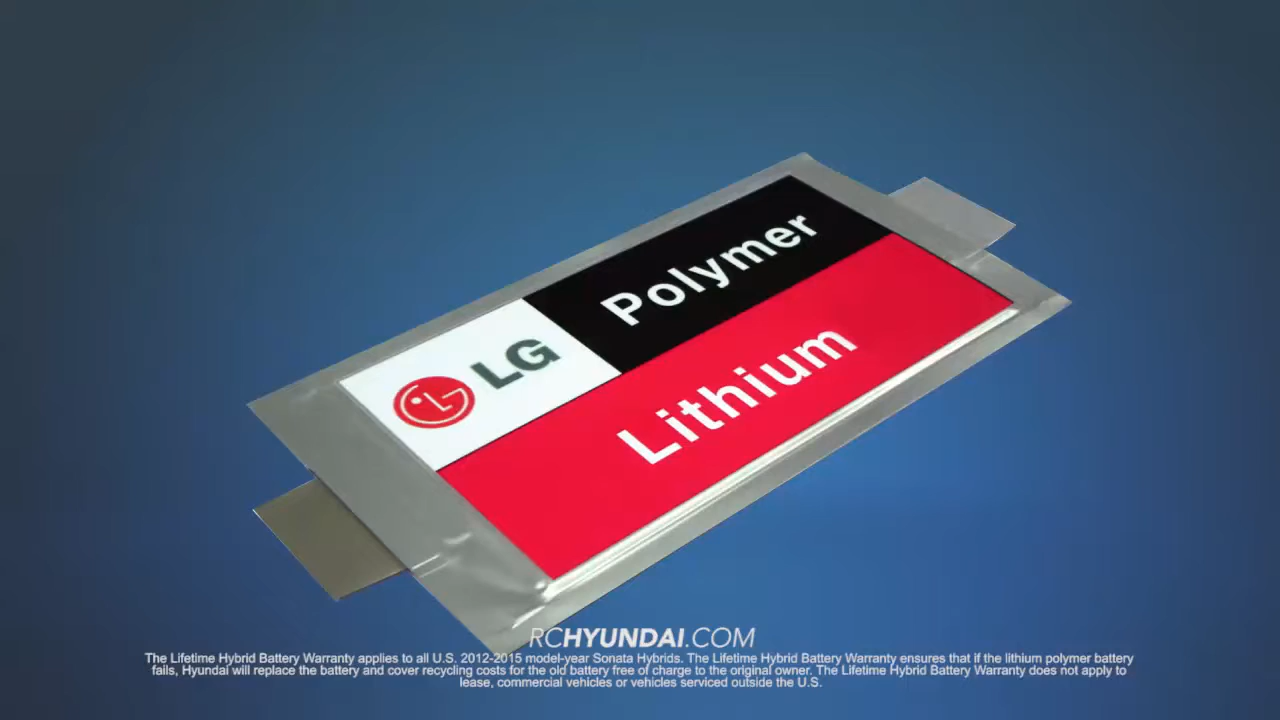 Polymer
LG
Lithium
RCHYUNDAI.COM
The Lifetime Hybrid Battery Warranty applies to all U.S. 2012-2015 model-year Sonata Hybrids. The Lifetime Hybrid Battery Warranty ensures that if the lithium polymer battery
fails, Hyundai will replace the battery and cover recycling costs for the old battery free of charge to the original owner. The Lifetime Hybrid Battery Warranty does not apply to
lease, commercial vehicles or vehicles serviced outside the U.S.